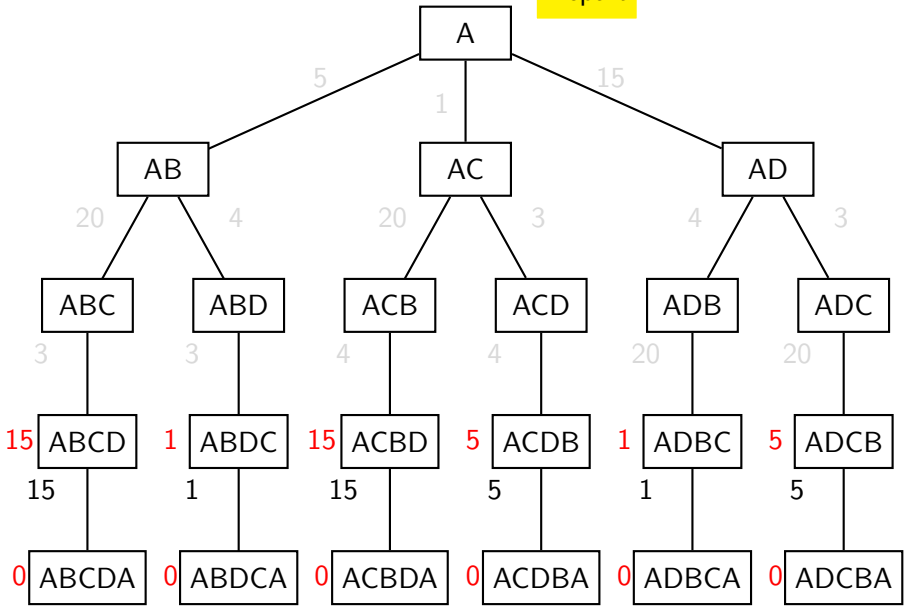 A
5 1 15
AB AC AD
20 4 20 3 4 3
ABC ABD ACB ACD ADB ADC
3 3 4 4 20 20
15 ABCD 1 ABDC 15 ACBD 5 ACDB 1 ADBC 5 ADCB
15 1 15 5 1 5
0 ABCDA 0 ABDCA 0 ACBDA 0 ACDBA 0 ADBCA 0 ADCBA